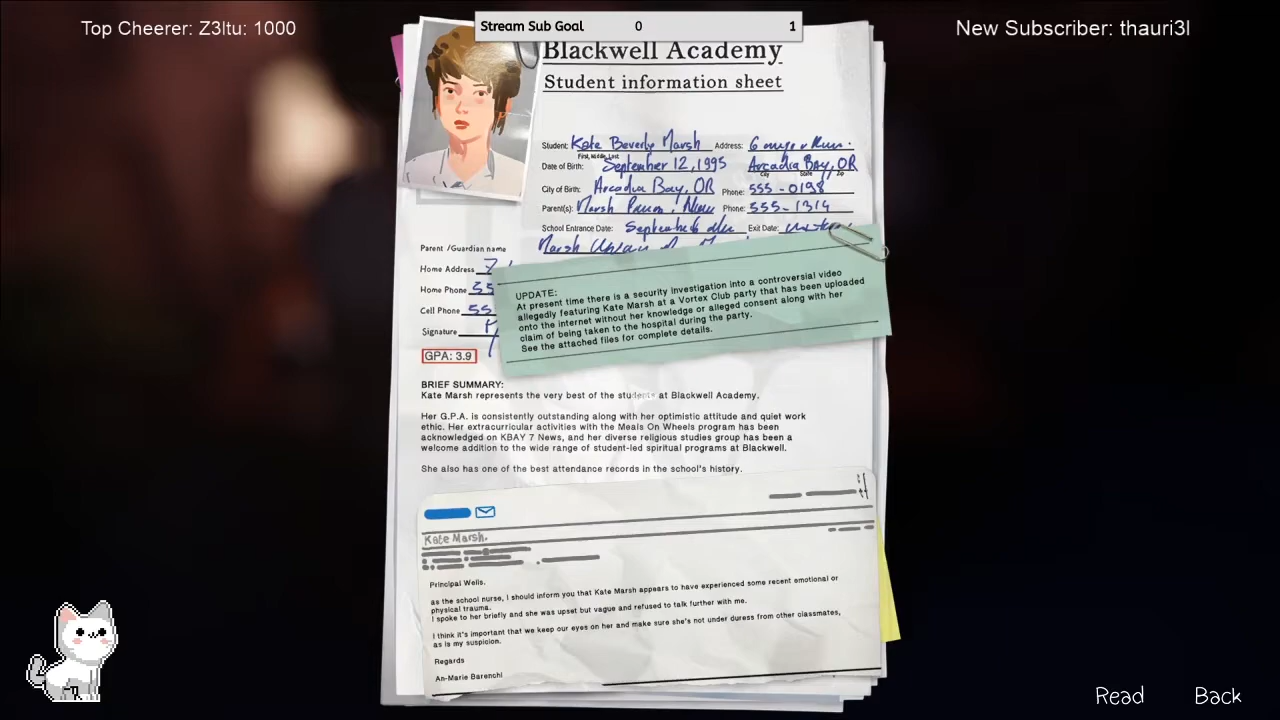 Top Cheerer: Z3ltu: 1000
Stream Sub Goal 0 1
New Subscriber: thauri3l
Blackwell Academy
Student information sheet
Student: Kate Beverly Marsh Address:
First, Middle, Last
Date of Birth: September 12, 1995 Arcadia Bay, OR
City State Zip
City of Birth: Arcadia Bay, OR Phone: 555-0198
Parent(s): Marsh Phone: 555-1314
School Entrance Date: Exit Date:
Marsh
Parent /Guardian name
Home Address 7
Home Phone 55
Cell Phone 55
Signature
GPA: 3.9
UPDATE:
At present time there is a security investigation into a controversial video
allegedly featuring Kate Marsh at a Vortex Club party that has been uploaded
onto the internet without her knowledge or alleged consent along with her
claim of being taken to the hospital during the party.
See the attached files for complete details.
BRIEF SUMMARY:
Kate Marsh represents the very best of the students at Blackwell Academy.
Her G.P.A. is consistently outstanding along with her optimistic attitude and quiet work
ethic. Her extracurricular activities with the Meals On Wheels program has been
acknowledged on KBAY 7 News, and her diverse religious studies group has been a
welcome addition to the wide range of student-led spiritual programs at Blackwell.
She also has one of the best attendance records in the school's history.
Kate Marsh.
Principal Wells.
as the school nurse, I should inform you that Kate Marsh appears to have experienced some recent emotional or
physical trauma.
I spoke to her briefly and she was upset but vague and refused to talk further with me.
I think it's important that we keep our eyes on her and make sure she's not under duress from other classmates,
as is my suspicion.
Regards
An-Marie Barenchi
Read Back